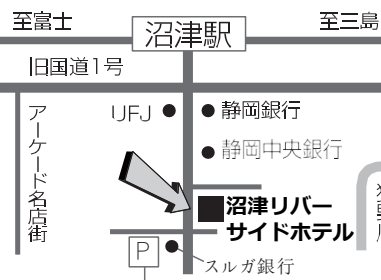 至富士
沼津駅
至三島
旧国道1号
アーケード名店街
UFJ
静岡銀行
静岡中央銀行
沼津リバー
サイドホテル
P
スルガ銀行